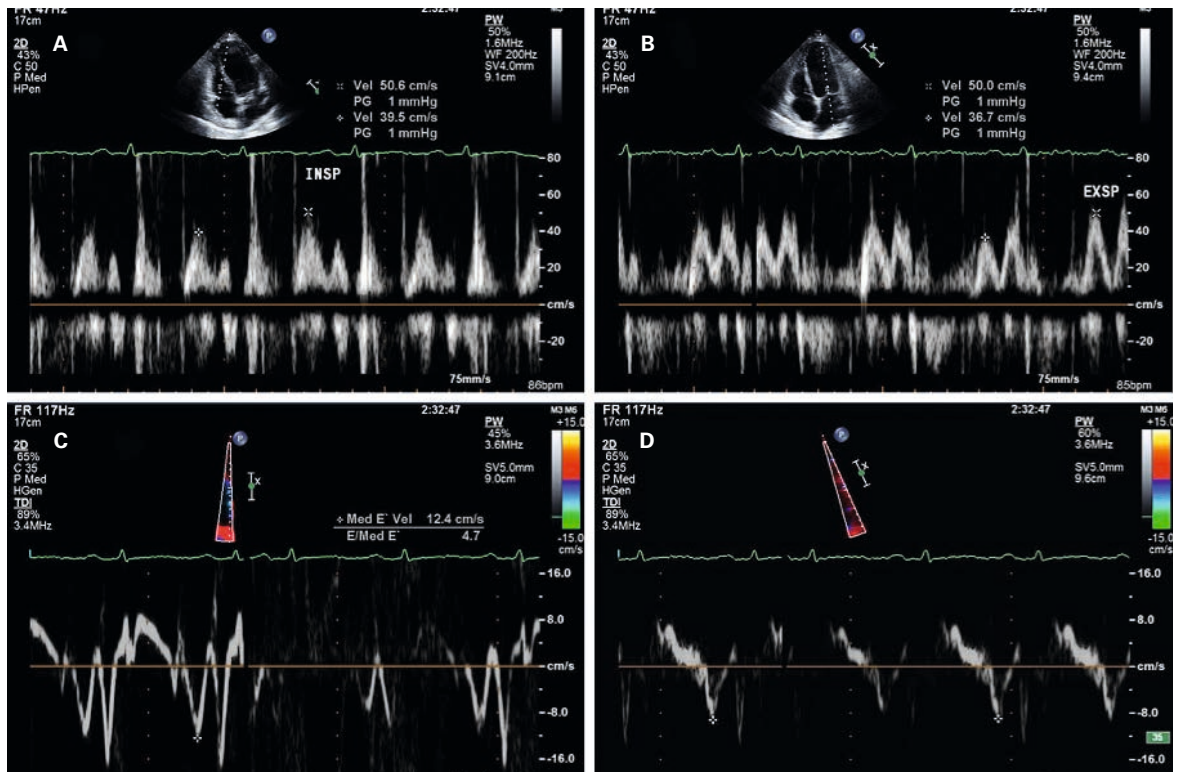 FR 47Hz
17cm
2:32:47
A
2D
43%
C 50
P Med
HPen
PW
50%
1.6MHz
WF 200Hz
SV4.0mm
9.1cm
P
Vel 50.6 cm/s
PG 1 mmHg
Vel 39.5 cm/s
PG 1 mmHg
INSP
80
60
40
20
cm/s
-20
75mm/s
86bpm
FR 47Hz
17cm
2:32:47
M3
B
2D
43%
C 50
P Med
HPen
PW
50%
1.6MHz
WF 200Hz
SV4.0mm
9.4cm
P
Vel 50.0 cm/s
PG 1 mmHg
Vel 36.7 cm/s
PG 1 mmHg
EXSP
80
60
40
20
cm/s
-20
75mm/s
85bpm
FR 117Hz
17cm
2:32:47
M3 M6
+15.0
C
2D
65%
C 35
P Med
HGen
TDI
89%
3.4MHz
PW
45%
3.6MHz
SV5.0mm
9.0cm
P
x
Med E` Vel 12.4 cm/s
E/Med E` 4.7
-15.0
cm/s
16.0
8.0
cm/s
-8.0
-16.0
FR 117Hz
17cm
2:32:47
M3 M6
+15.0
D
2D
65%
C 35
P Med
HGen
TDI
89%
3.4MHz
PW
60%
3.6MHz
SV5.0mm
9.6cm
P
x
-15.0
cm/s
16.0
8.0
cm/s
-8.0
-16.0
35